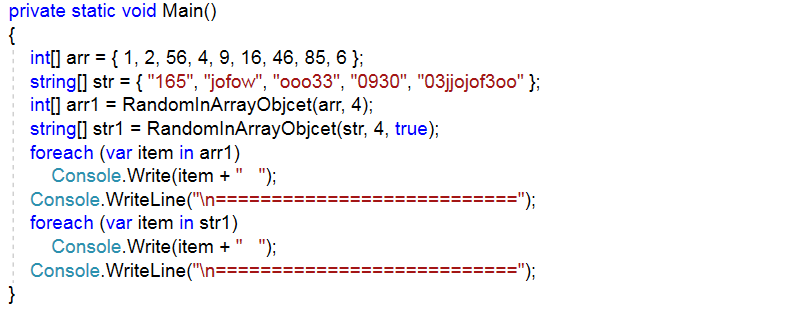 private static void Main()
{
int[] arr = { 1, 2, 56, 4, 9, 16, 46, 85, 6 };
string[] str = { "165", "jofow", "ooo33", "0930", "03jjojof3oo" };
int[] arr1 = RandomInArrayObjcet(arr, 4);
string[] str1 = RandomInArrayObjcet(str, 4, true);
foreach (var item in arr1)
Console.Write(item + "   ");
Console.WriteLine("\n===========================");
foreach (var item in str1)
Console.Write(item + "   ");
Console.WriteLine("\n===========================");
}